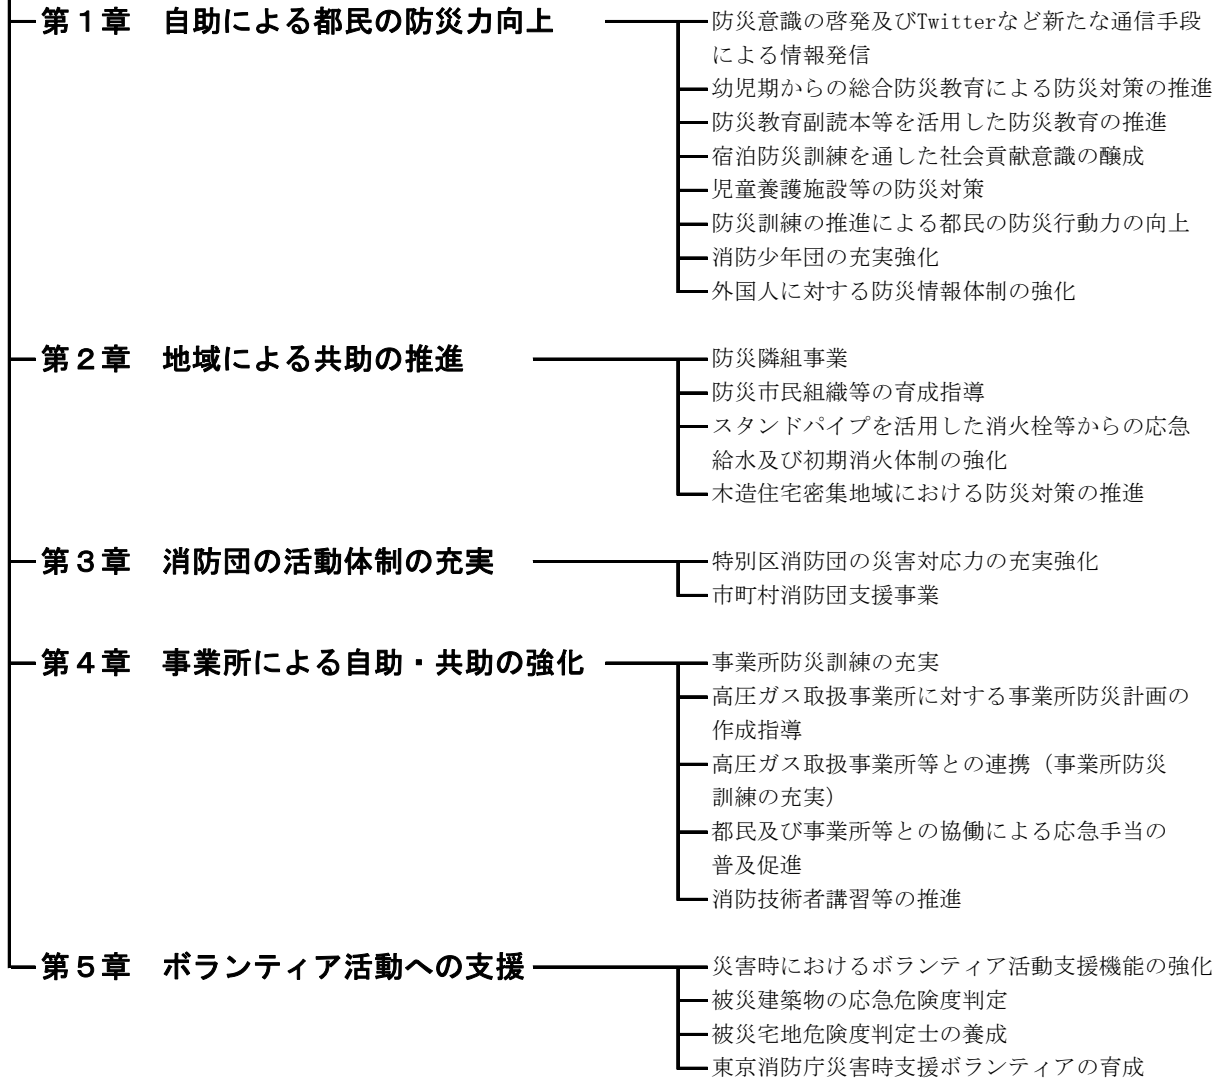 第１章　自助による都民の防災力向上
防災意識の啓発及びTwitterなど新たな通信手段
による情報発信
幼児期からの総合防災教育による防災対策の推進
防災教育副読本等を活用した防災教育の推進
宿泊防災訓練を通した社会貢献意識の醸成
児童養護施設等の防災対策
防災訓練の推進による都民の防災行動力の向上
消防少年団の充実強化
外国人に対する防災情報体制の強化
第２章　地域による共助の推進
防災隣組事業
防災市民組織等の育成指導
スタンドパイプを活用した消火栓等からの応急
給水及び初期消火体制の強化
木造住宅密集地域における防災対策の推進
第３章　消防団の活動体制の充実
特別区消防団の災害対応力の充実強化
市町村消防団支援事業
第４章　事業所による自助・共助の強化
事業所防災訓練の充実
高圧ガス取扱事業所に対する事業所防災計画の
作成指導
高圧ガス取扱事業所等との連携（事業所防災
訓練の充実）
都民及び事業所等との協働による応急手当の
普及促進
消防技術者講習等の推進
第５章　ボランティア活動への支援
災害時におけるボランティア活動支援機能の強化
被災建築物の応急危険度判定
被災宅地危険度判定士の養成
東京消防庁災害時支援ボランティアの育成